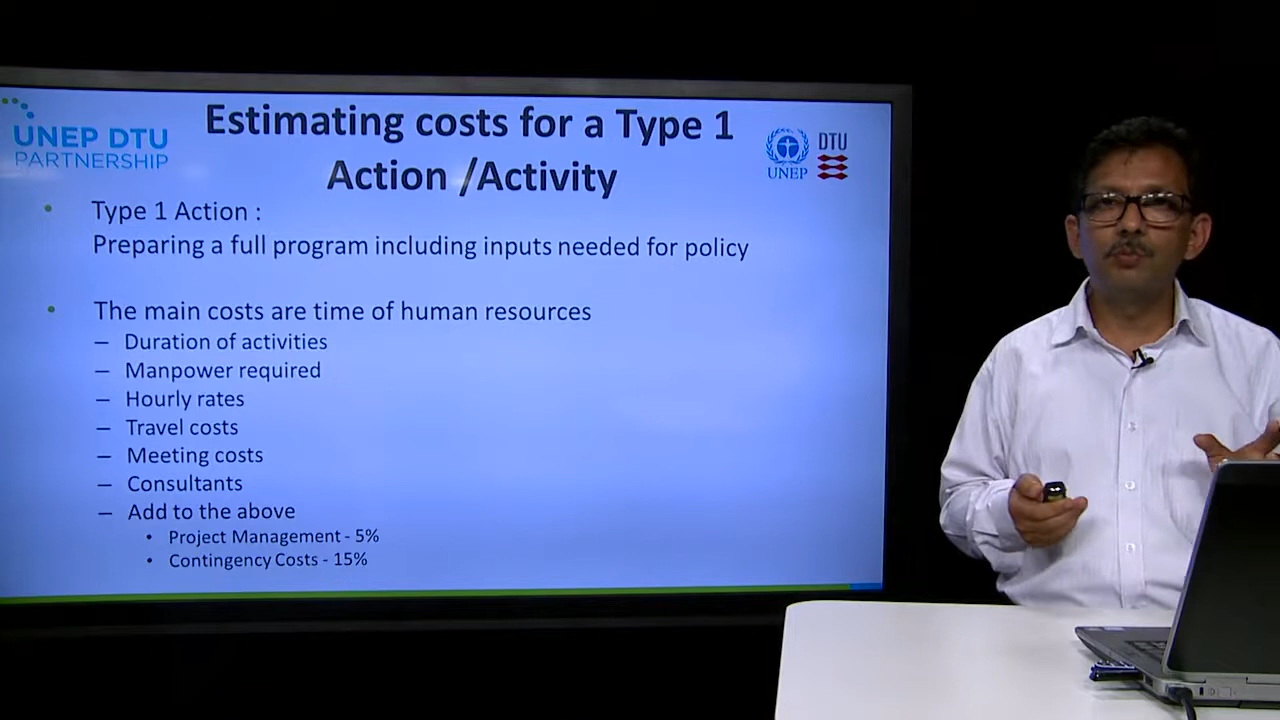 UNEP DTU
PARTNERSHIP
Estimating costs for a Type 1
Action /Activity
UNEP
DTU
• Type 1 Action :
Preparing a full program including inputs needed for policy
• The main costs are time of human resources
– Duration of activities
– Manpower required
– Hourly rates
– Travel costs
– Meeting costs
– Consultants
– Add to the above
• Project Management - 5%
• Contingency Costs - 15%